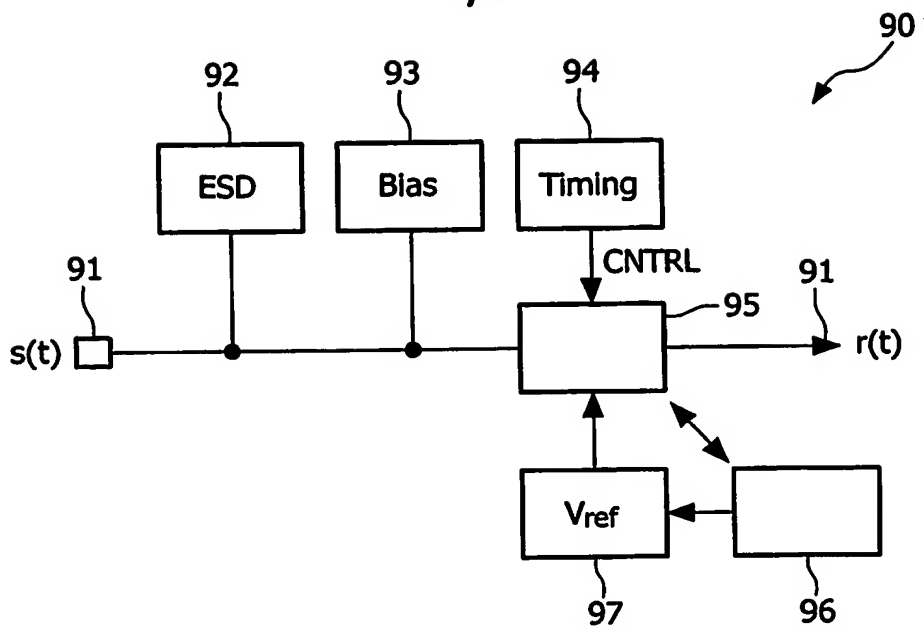 90
92
93
94
ESD
Bias
Timing
CNTRL
91
95
91
s(t)
r(t)
Vref
97
96